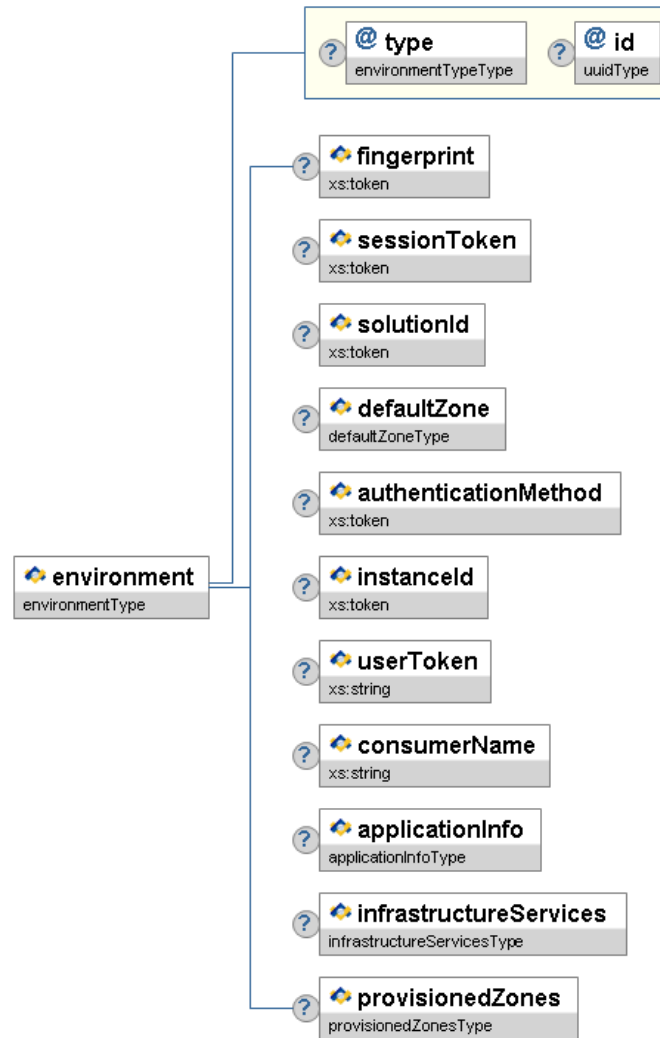 ? @ type ? @ id
environmentTypeType uuidType
? fingerprint
xs:token
? sessionToken
xs:token
? solutionId
xs:token
? defaultZone
defaultZoneType
? authenticationMethod
xs:token
environment
environmentType
? instanceId
xs:token
? userToken
xs:string
? consumerName
xs:string
? applicationInfo
applicationInfoType
? infrastructureServices
infrastructureServicesType
? provisionedZones
provisionedZonesType